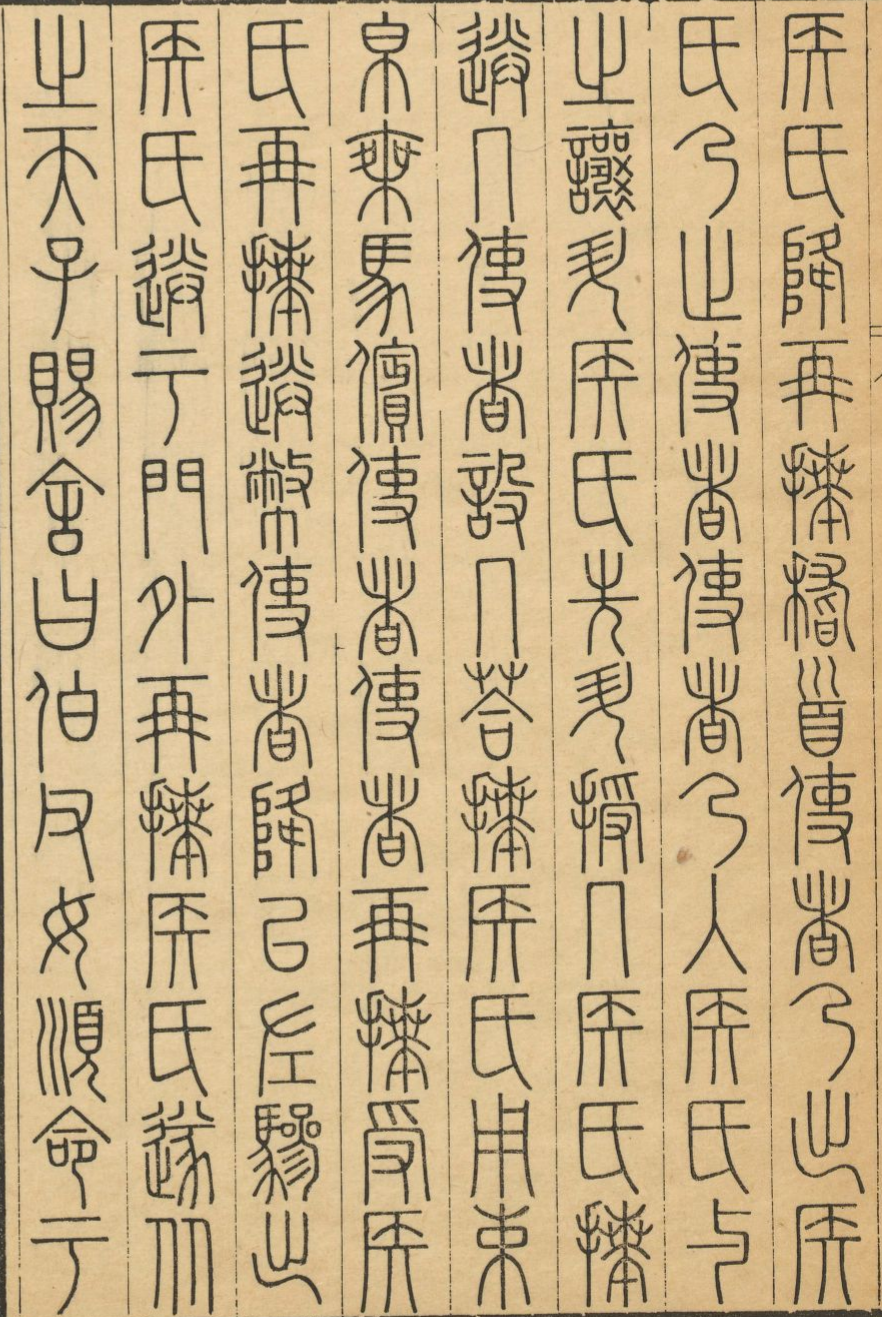 侯氏降再拜稽首使者乃出侯
氏乃止使者使者乃入侯氏与
之讓升侯氏先升授几侯氏拜
送几使者設几荅拜侯氏用束
帛乘馬儐使者使者再拜受侯
氏再拜送幣使者降以左驂出
侯氏送于門外再拜侯氏遂从
之天子賜舍曰伯父女順命于